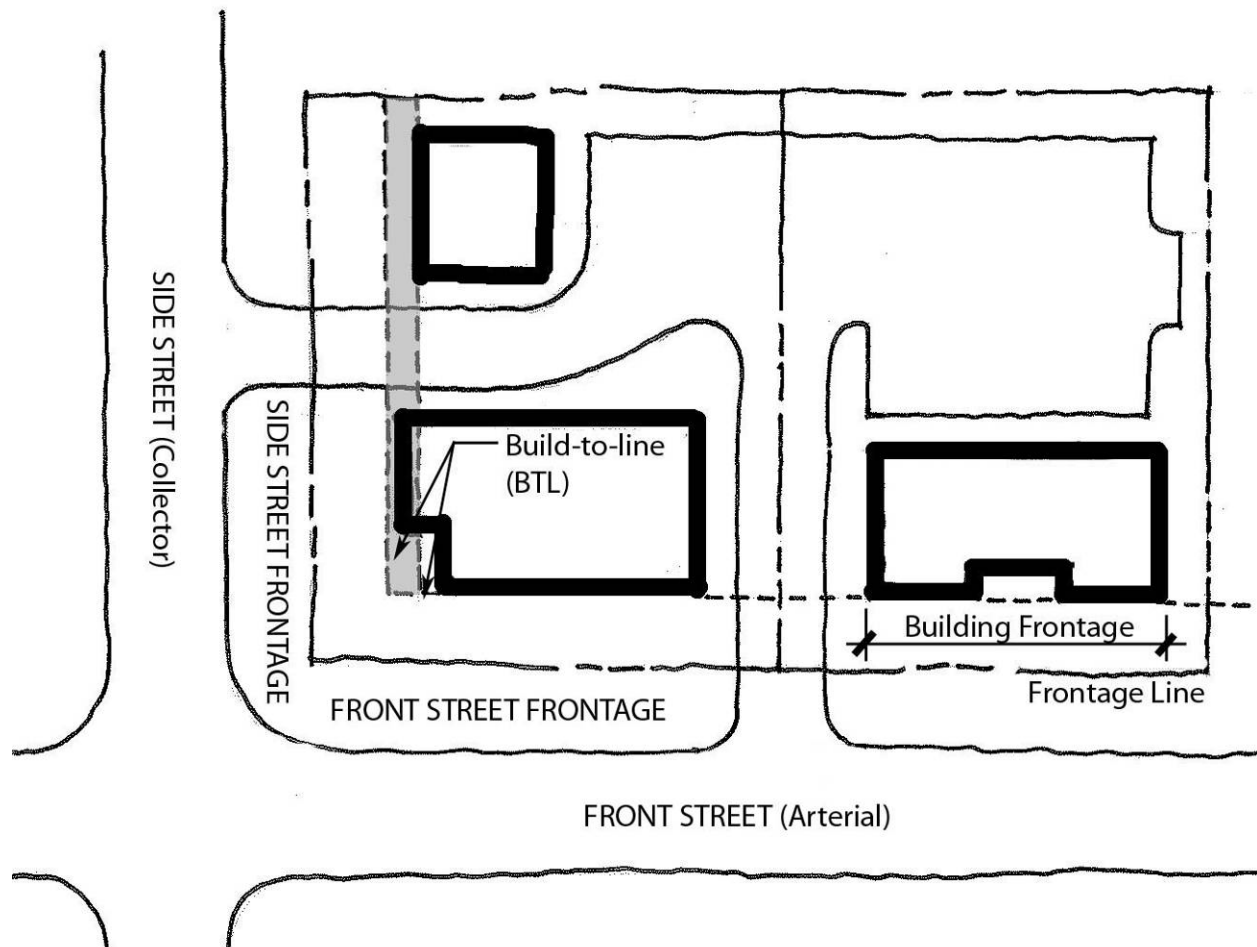 SIDE STREET (Collector)
SIDE STREET FRONTAGE
Build-to-line
(BTL)
Building Frontage
Frontage Line
FRONT STREET FRONTAGE
FRONT STREET (Arterial)